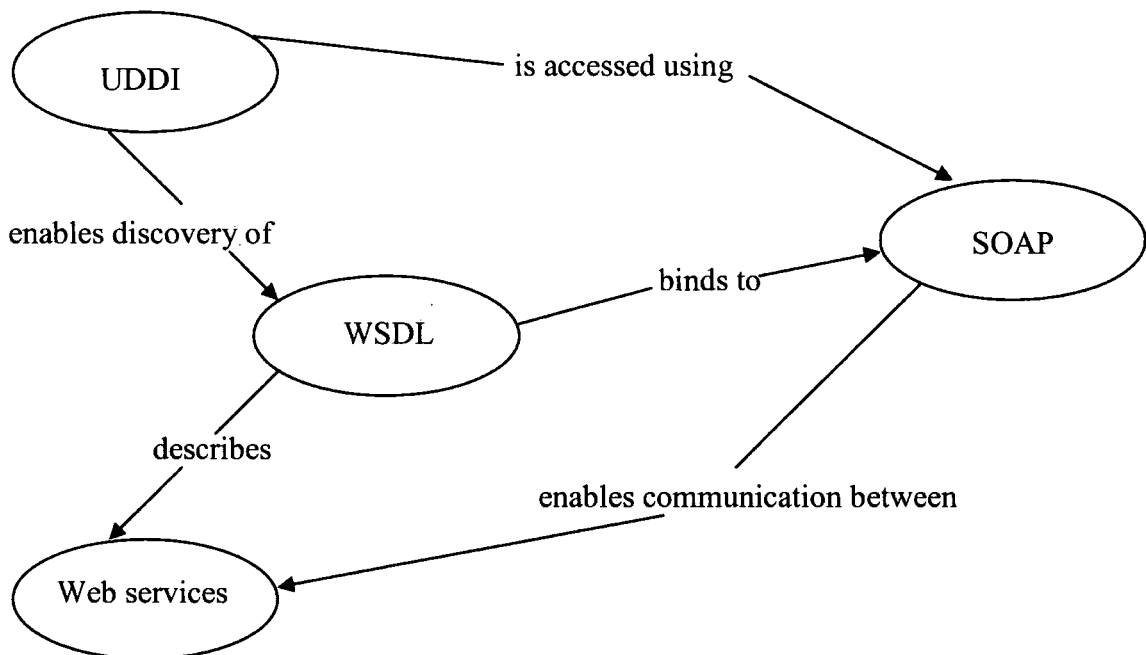 UDDI
is accessed using
enables discovery of
SOAP
binds to
WSDL
describes
enables communication between
Web services